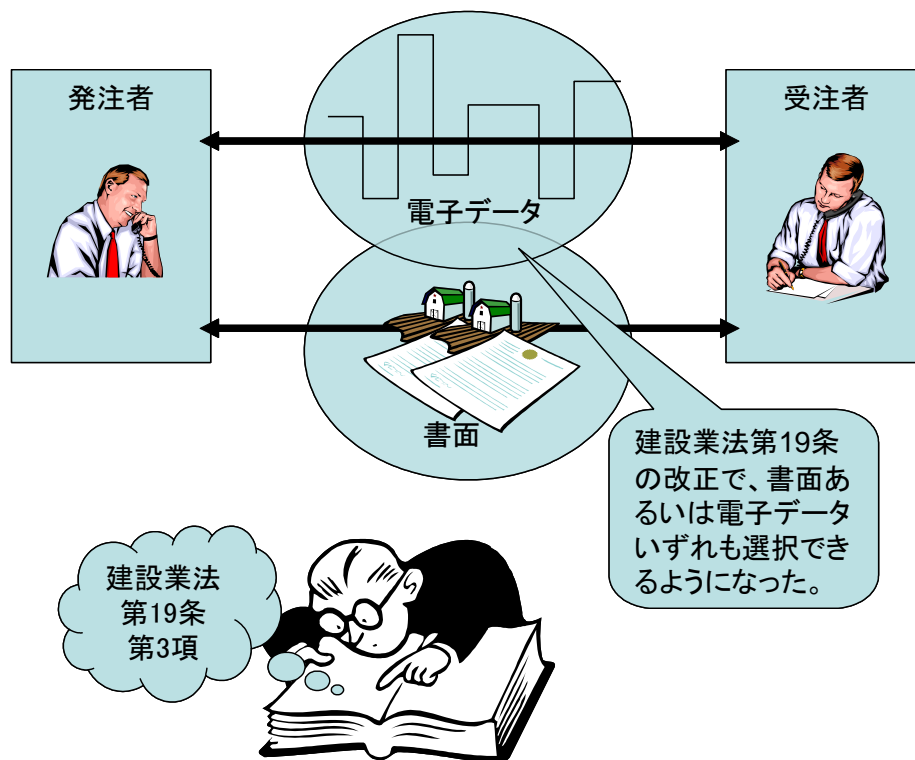 発注者
受注者
電子データ
書面
建設業法第19条
の改正で、書面あ
るいは電子データ
いずれも選択でき
るようになった。
建設業法
第19条
第3項